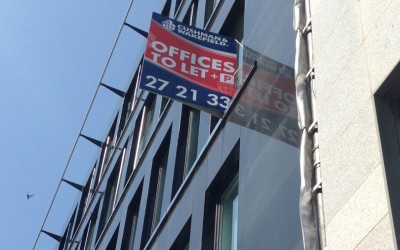 CUSHMAN &
WAKEFIELD
OFFICES
TO LET + P
27 21 33